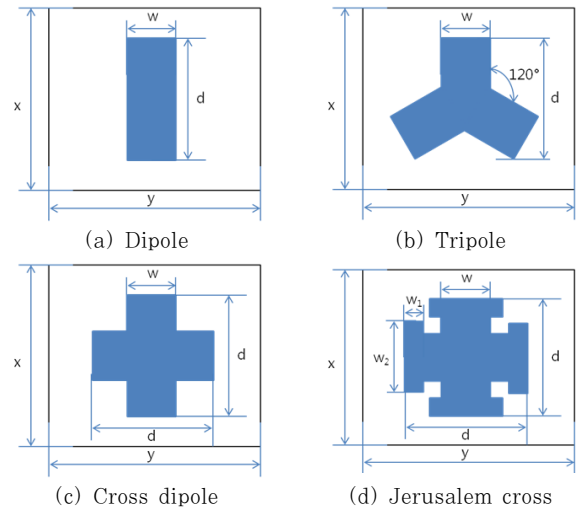 w
x
d
y
(a) Dipole
w
120°
x
d
y
(b) Tripole
w
x
d
d
y
(c) Cross dipole
w
w₁
x
w₂
d
d
y
(d) Jerusalem cross